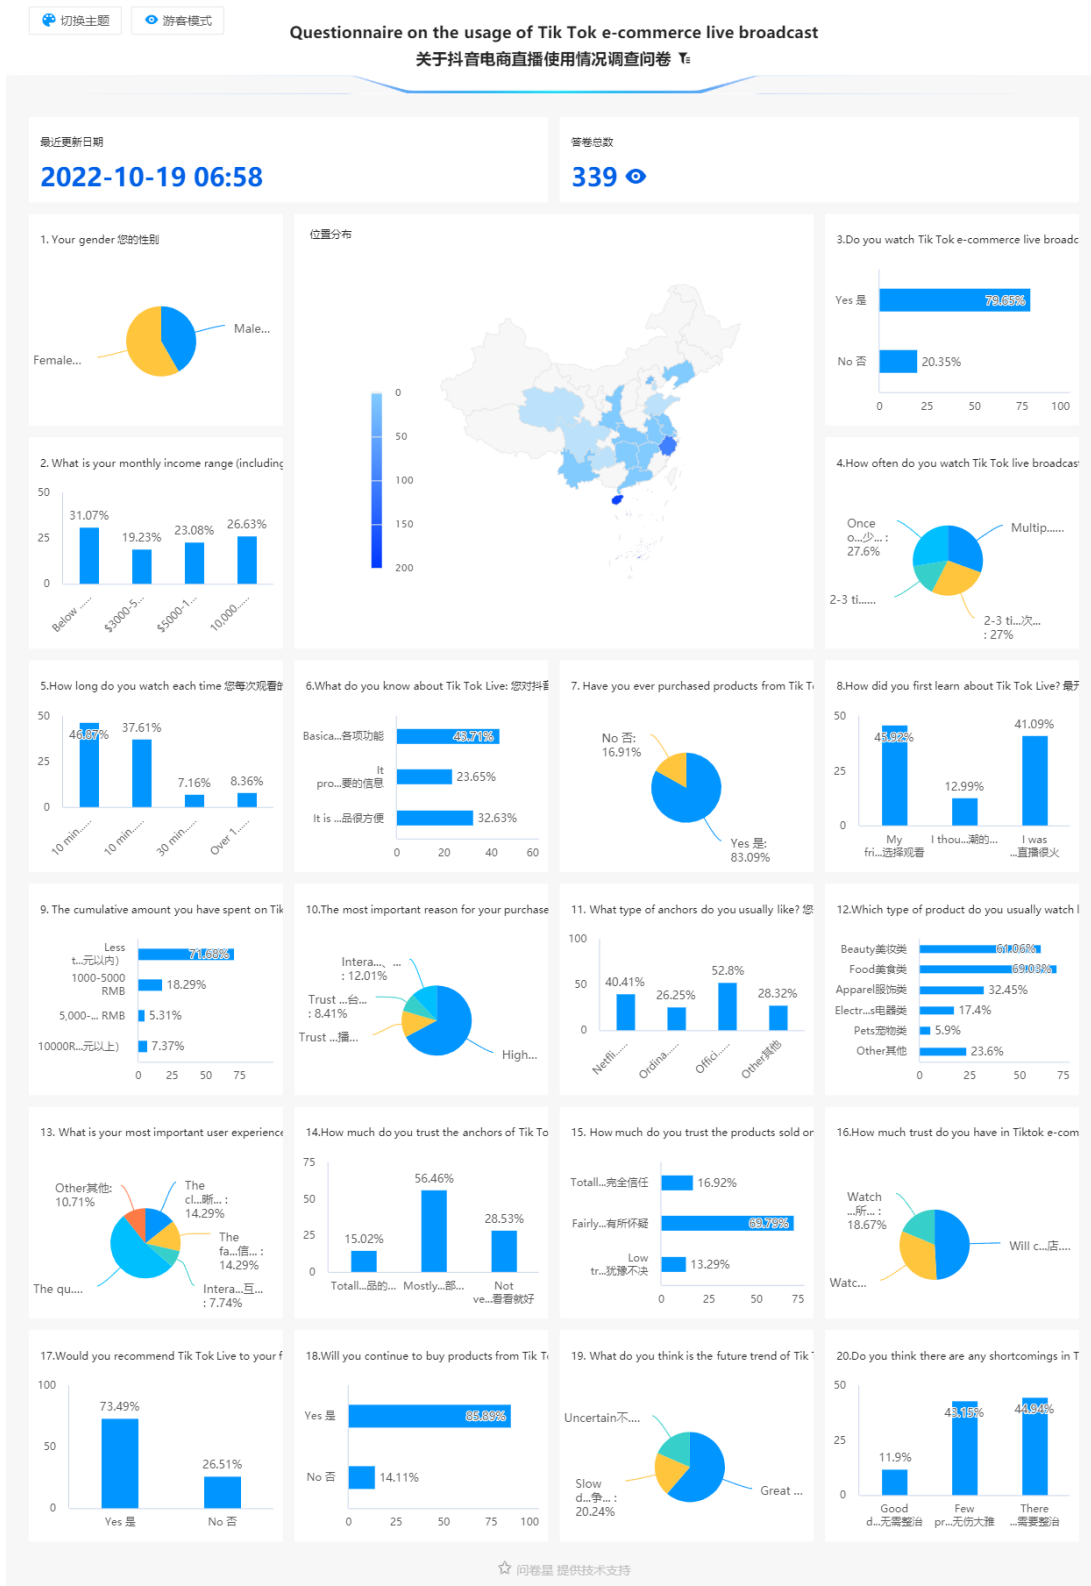 切换主题
游客模式
Questionnaire on the usage of Tik Tok e-commerce live broadcast
关于抖音电商直播使用情况调查问卷
最近更新日期
2022-10-19 06:58
答卷总数
339
1. Your gender 您的性别
Male...
Female...
位置分布
0
50
100
150
200
3.Do you watch Tik Tok e-commerce live broadc
Yes 是
79.65%
No 否
20.35%
0 25 50 75 100
2. What is your monthly income range (including
50
25
0
31.07%
19.23%
23.08%
26.63%
Below ......
$3000-5...
$5000-1...
10,000......
4.How often do you watch Tik Tok live broadcas
Once
o...少... :
27.6%
Multip......
2-3 ti......
2-3 ti...次...
: 27%
5.How long do you watch each time 您每次观看的
50
25
0
46.87%
37.61%
7.16%
8.36%
10 min......
10 min......
30 min......
Over 1......
6.What do you know about Tik Tok Live: 您对抖音
Basica...各项功能
43.71%
It
pro...要的信息
23.65%
It is ...品很方便
32.63%
0 20 40 60
7. Have you ever purchased products from Tik T
No 否:
16.91%
Yes 是:
83.09%
8.How did you first learn about Tik Tok Live? 最
50
25
0
45.92%
12.99%
41.09%
My
fri...选择观看
I thou...潮的...
I was
...直播很火
9. The cumulative amount you have spent on Tik
Less
t...元以内）
71.68%
1000-5000
RMB
18.29%
5,000-... RMB
5.31%
10000R...元以上）
7.37%
0 25 50 75
10.The most important reason for your purchase
Intera...、...
: 12.01%
Trust ...台...
: 8.41%
Trust ...播...
High...
11. What type of anchors do you usually like? 您
100
50
0
40.41%
26.25%
52.8%
28.32%
Netfli......
Ordina......
Offici......
Other其他
12.Which type of product do you usually watch l
Beauty美妆类
61.06%
Food美食类
69.03%
Apparel服饰类
32.45%
Electr...s电器类
17.4%
Pets宠物类
5.9%
Other其他
23.6%
0 25 50 75
13. What is your most important user experience
Other其他:
10.71%
The
cl...晰... :
14.29%
The
fa...信... :
14.29%
Intera...互...
: 7.74%
The qu......
14.How much do you trust the anchors of Tik To
75
50
25
0
15.02%
56.46%
28.53%
Totall...品的...
Mostly...部...
Not
ve...看看就好
15. How much do you trust the products sold on
Totall...完全信任
16.92%
Fairly...有所怀疑
69.79%
Low
tr...犹豫不决
13.29%
0 25 50 75
16.How much trust do you have in Tiktok e-com
Watch
...所... :
18.67%
Will c...店....
Watc...
17.Would you recommend Tik Tok Live to your f
100
50
0
73.49%
26.51%
Yes 是
No 否
18.Will you continue to buy products from Tik T
Yes 是
85.89%
No 否
14.11%
0 25 50 75 100
19. What do you think is the future trend of Tik
Uncertain不....
Slow
d...争... :
20.24%
Great ...
20.Do you think there are any shortcomings in T
50
25
0
11.9%
43.15%
44.94%
Good
d...无需整治
Few
pr...无伤大雅
There
...需要整治
问卷星 提供技术支持